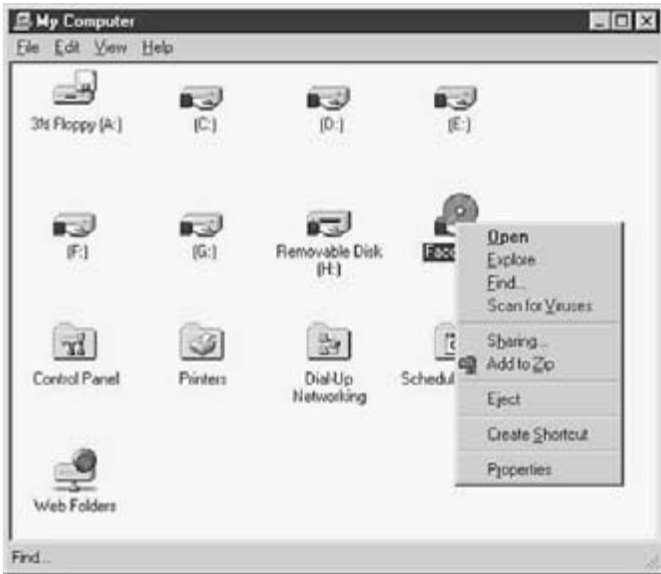 My Computer
File Edit View Help
3½ Floppy (A:) (C:) (D:) (E:)
(F:) (G:) Removable Disk
(H:)
Control Panel Printers Dial-Up
Networking
Web Folders
Open
Explore
Find...
Scan for Viruses
Sharing...
Add to Zip
Eject
Create Shortcut
Properties
Find...